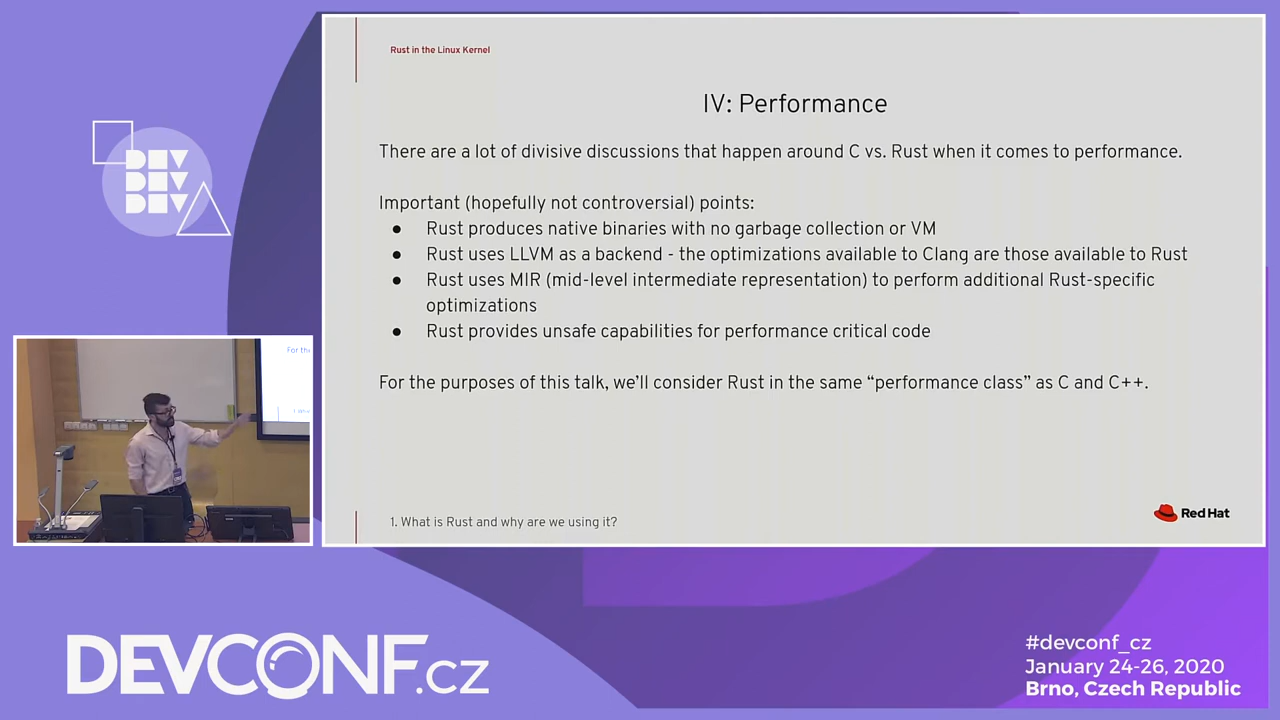 Rust in the Linux Kernel
IV: Performance
There are a lot of divisive discussions that happen around C vs. Rust when it comes to performance.
Important (hopefully not controversial) points:
● Rust produces native binaries with no garbage collection or VM
● Rust uses LLVM as a backend - the optimizations available to Clang are those available to Rust
● Rust uses MIR (mid-level intermediate representation) to perform additional Rust-specific
optimizations
● Rust provides unsafe capabilities for performance critical code
For the purposes of this talk, we'll consider Rust in the same “performance class” as C and C++.
1. What is Rust and why are we using it?
Red Hat
DEV
DEV
DEV
For the
DEVCONF.cz
#devconf_cz
January 24-26, 2020
Brno, Czech Republic